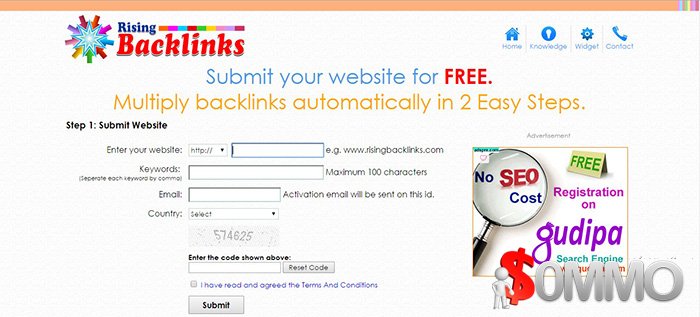 Rising
Backlinks
Home
Knowledge
Widget
Contact
Submit your website for FREE.
Multiply backlinks automatically in 2 Easy Steps.
Step 1: Submit Website
Enter your website:
http://
e.g. www.risingbacklinks.com
Keywords:
(Seperate each keyword by comma)
Maximum 100 characters
Email:
Activation email will be sent on this id.
Country:
Select
574625
Enter the code shown above:
Reset Code
I have read and agreed the Terms And Conditions
Submit
Advertisement
No SEO
Cost
FREE
Registration
on
gudipa
Search Engine
$OMMO